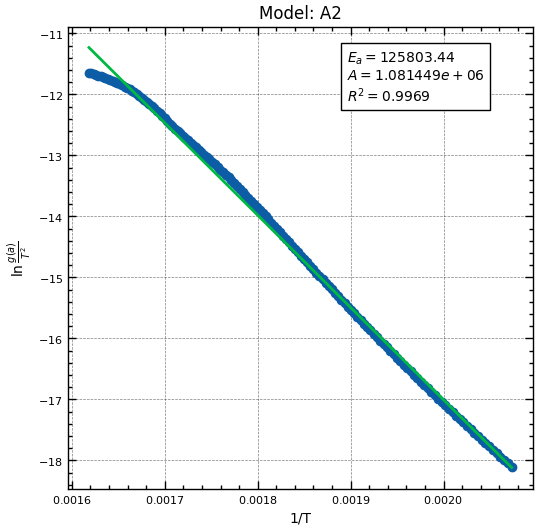 Model: A2
−11
−12
−13
−14
−15
−16
−17
−18
ln g(a)/T²
E_a = 125803.44
A = 1.081449e + 06
R² = 0.9969
0.0016 0.0017 0.0018 0.0019 0.0020
1/T